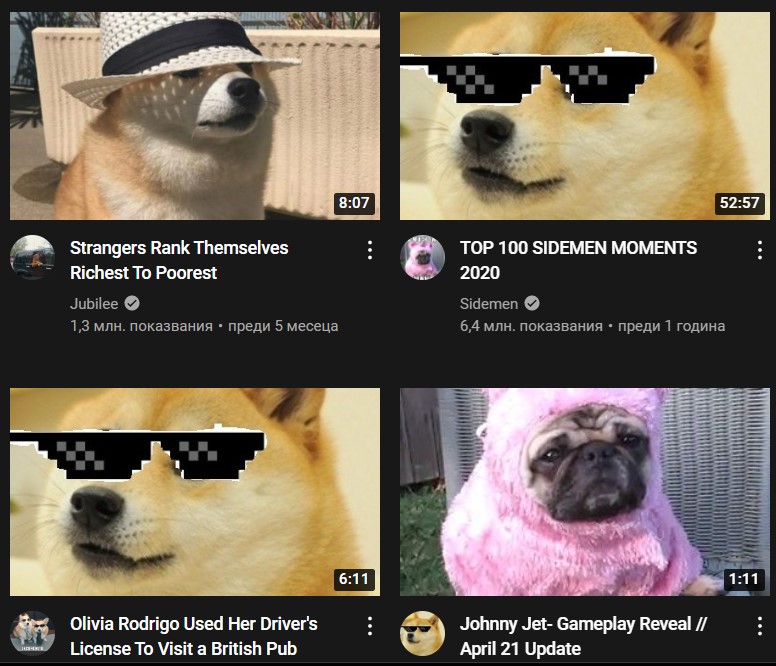 8:07
52:57
Strangers Rank Themselves
Richest To Poorest
Jubilee
1,3 млн. показвания • преди 5 месеца
TOP 100 SIDEMEN MOMENTS
2020
Sidemen
6,4 млн. показвания • преди 1 година
6:11
1:11
Olivia Rodrigo Used Her Driver's
License To Visit a British Pub
Johnny Jet- Gameplay Reveal //
April 21 Update